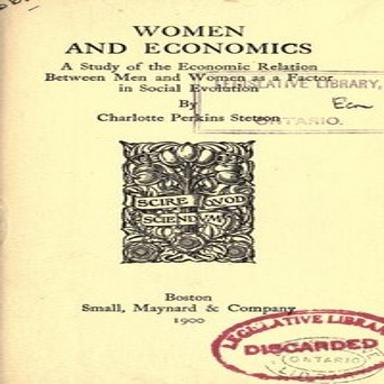 WOMEN
AND ECONOMICS
A Study of the Economic Relation
Between Men and Women as a Factor
in Social Evolution
By
Charlotte Perkins Stetson
LEGISLATIVE LIBRARY,
Ecn
ONTARIO.
SCIRE QVOD
SCIENDVM
Boston
Small, Maynard & Company
1900
LEGISLATIVE LIBRARY
DISCARDED
ONTARIO